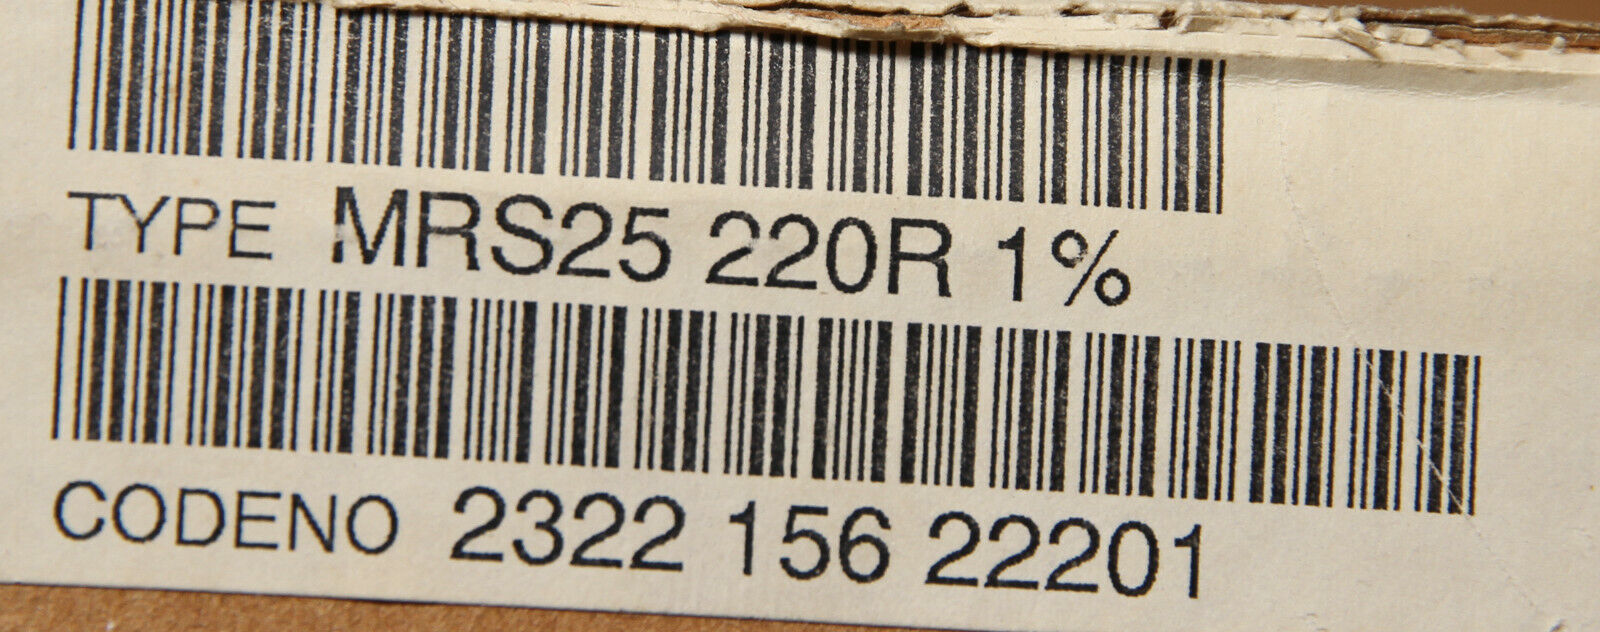 TYPE MRS25 220R 1%
CODENO 2322 156 22201